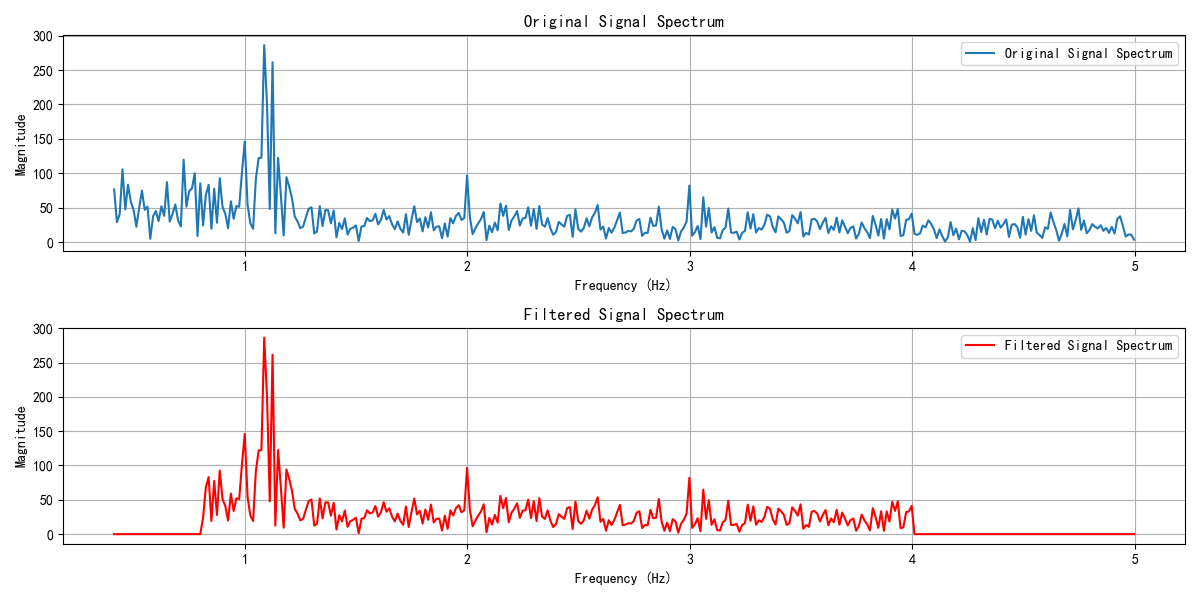 Original Signal Spectrum
300
250
200
150
100
50
0
Magnitude
Original Signal Spectrum
1 2 3 4 5
Frequency (Hz)
Filtered Signal Spectrum
300
250
200
150
100
50
0
Magnitude
Filtered Signal Spectrum
1 2 3 4 5
Frequency (Hz)